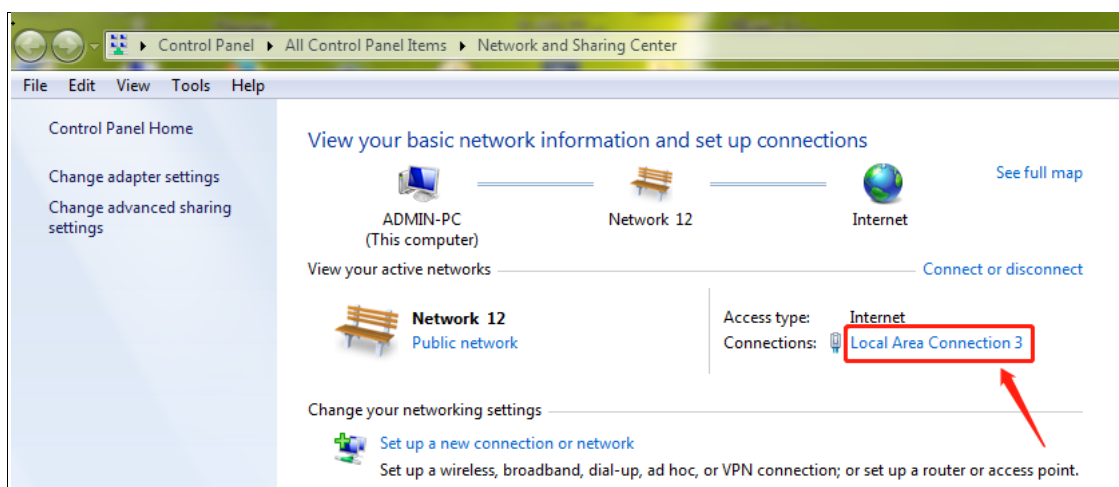 Control Panel ▸ All Control Panel Items ▸ Network and Sharing Center
File Edit View Tools Help
Control Panel Home
Change adapter settings
Change advanced sharing
settings
View your basic network information and set up connections
See full map
ADMIN-PC
(This computer)
Network 12
Internet
View your active networks
Connect or disconnect
Network 12
Public network
Access type: Internet
Connections: Local Area Connection 3
Change your networking settings
Set up a new connection or network
Set up a wireless, broadband, dial-up, ad hoc, or VPN connection; or set up a router or access point.